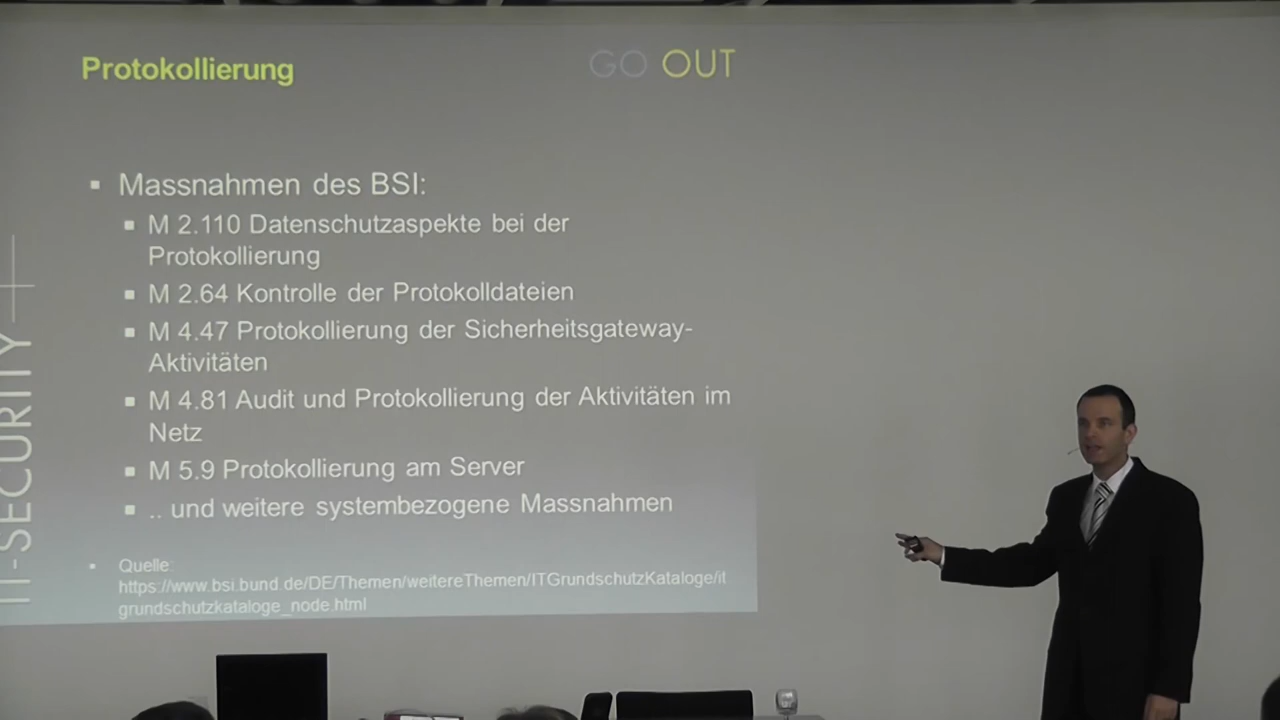 Protokollierung
GO OUT
Massnahmen des BSI:
M 2.110 Datenschutzaspekte bei der
Protokollierung
M 2.64 Kontrolle der Protokolldateien
M 4.47 Protokollierung der Sicherheitsgateway-
Aktivitäten
M 4.81 Audit und Protokollierung der Aktivitäten im
Netz
M 5.9 Protokollierung am Server
.. und weitere systembezogene Massnahmen
Quelle:
https://www.bsi.bund.de/DE/Themen/weitereThemen/ITGrundschutzKataloge/it
grundschutzkataloge_node.html
IT-SECURITY